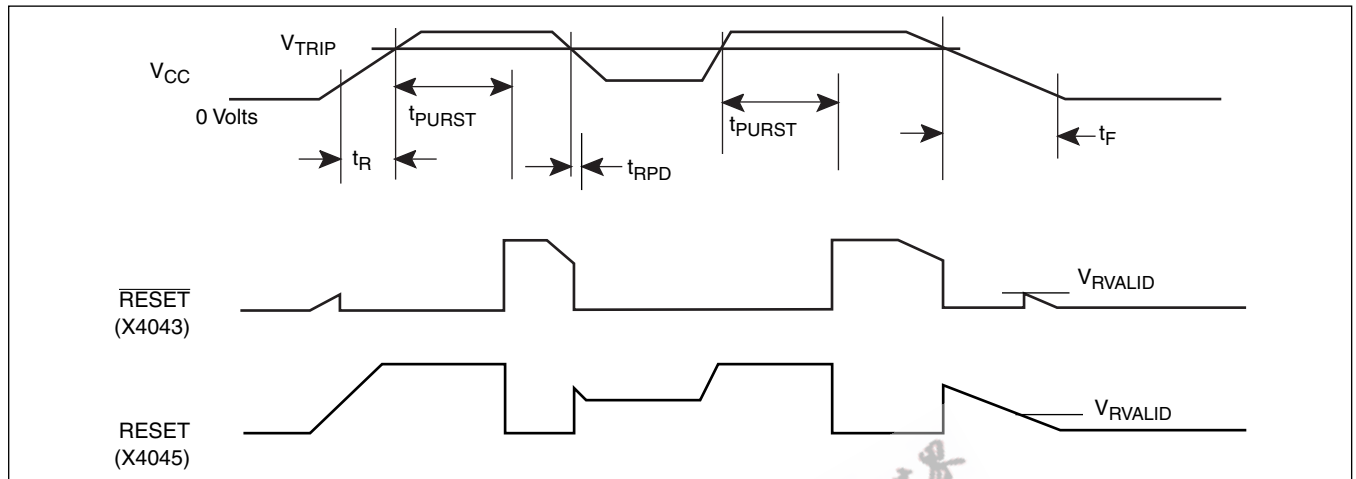 VTRIP
VCC
0 Volts
tPURST
tPURST
tF
tR
tRPD
VRVALID
RESET
(X4043)
VRVALID
RESET
(X4045)